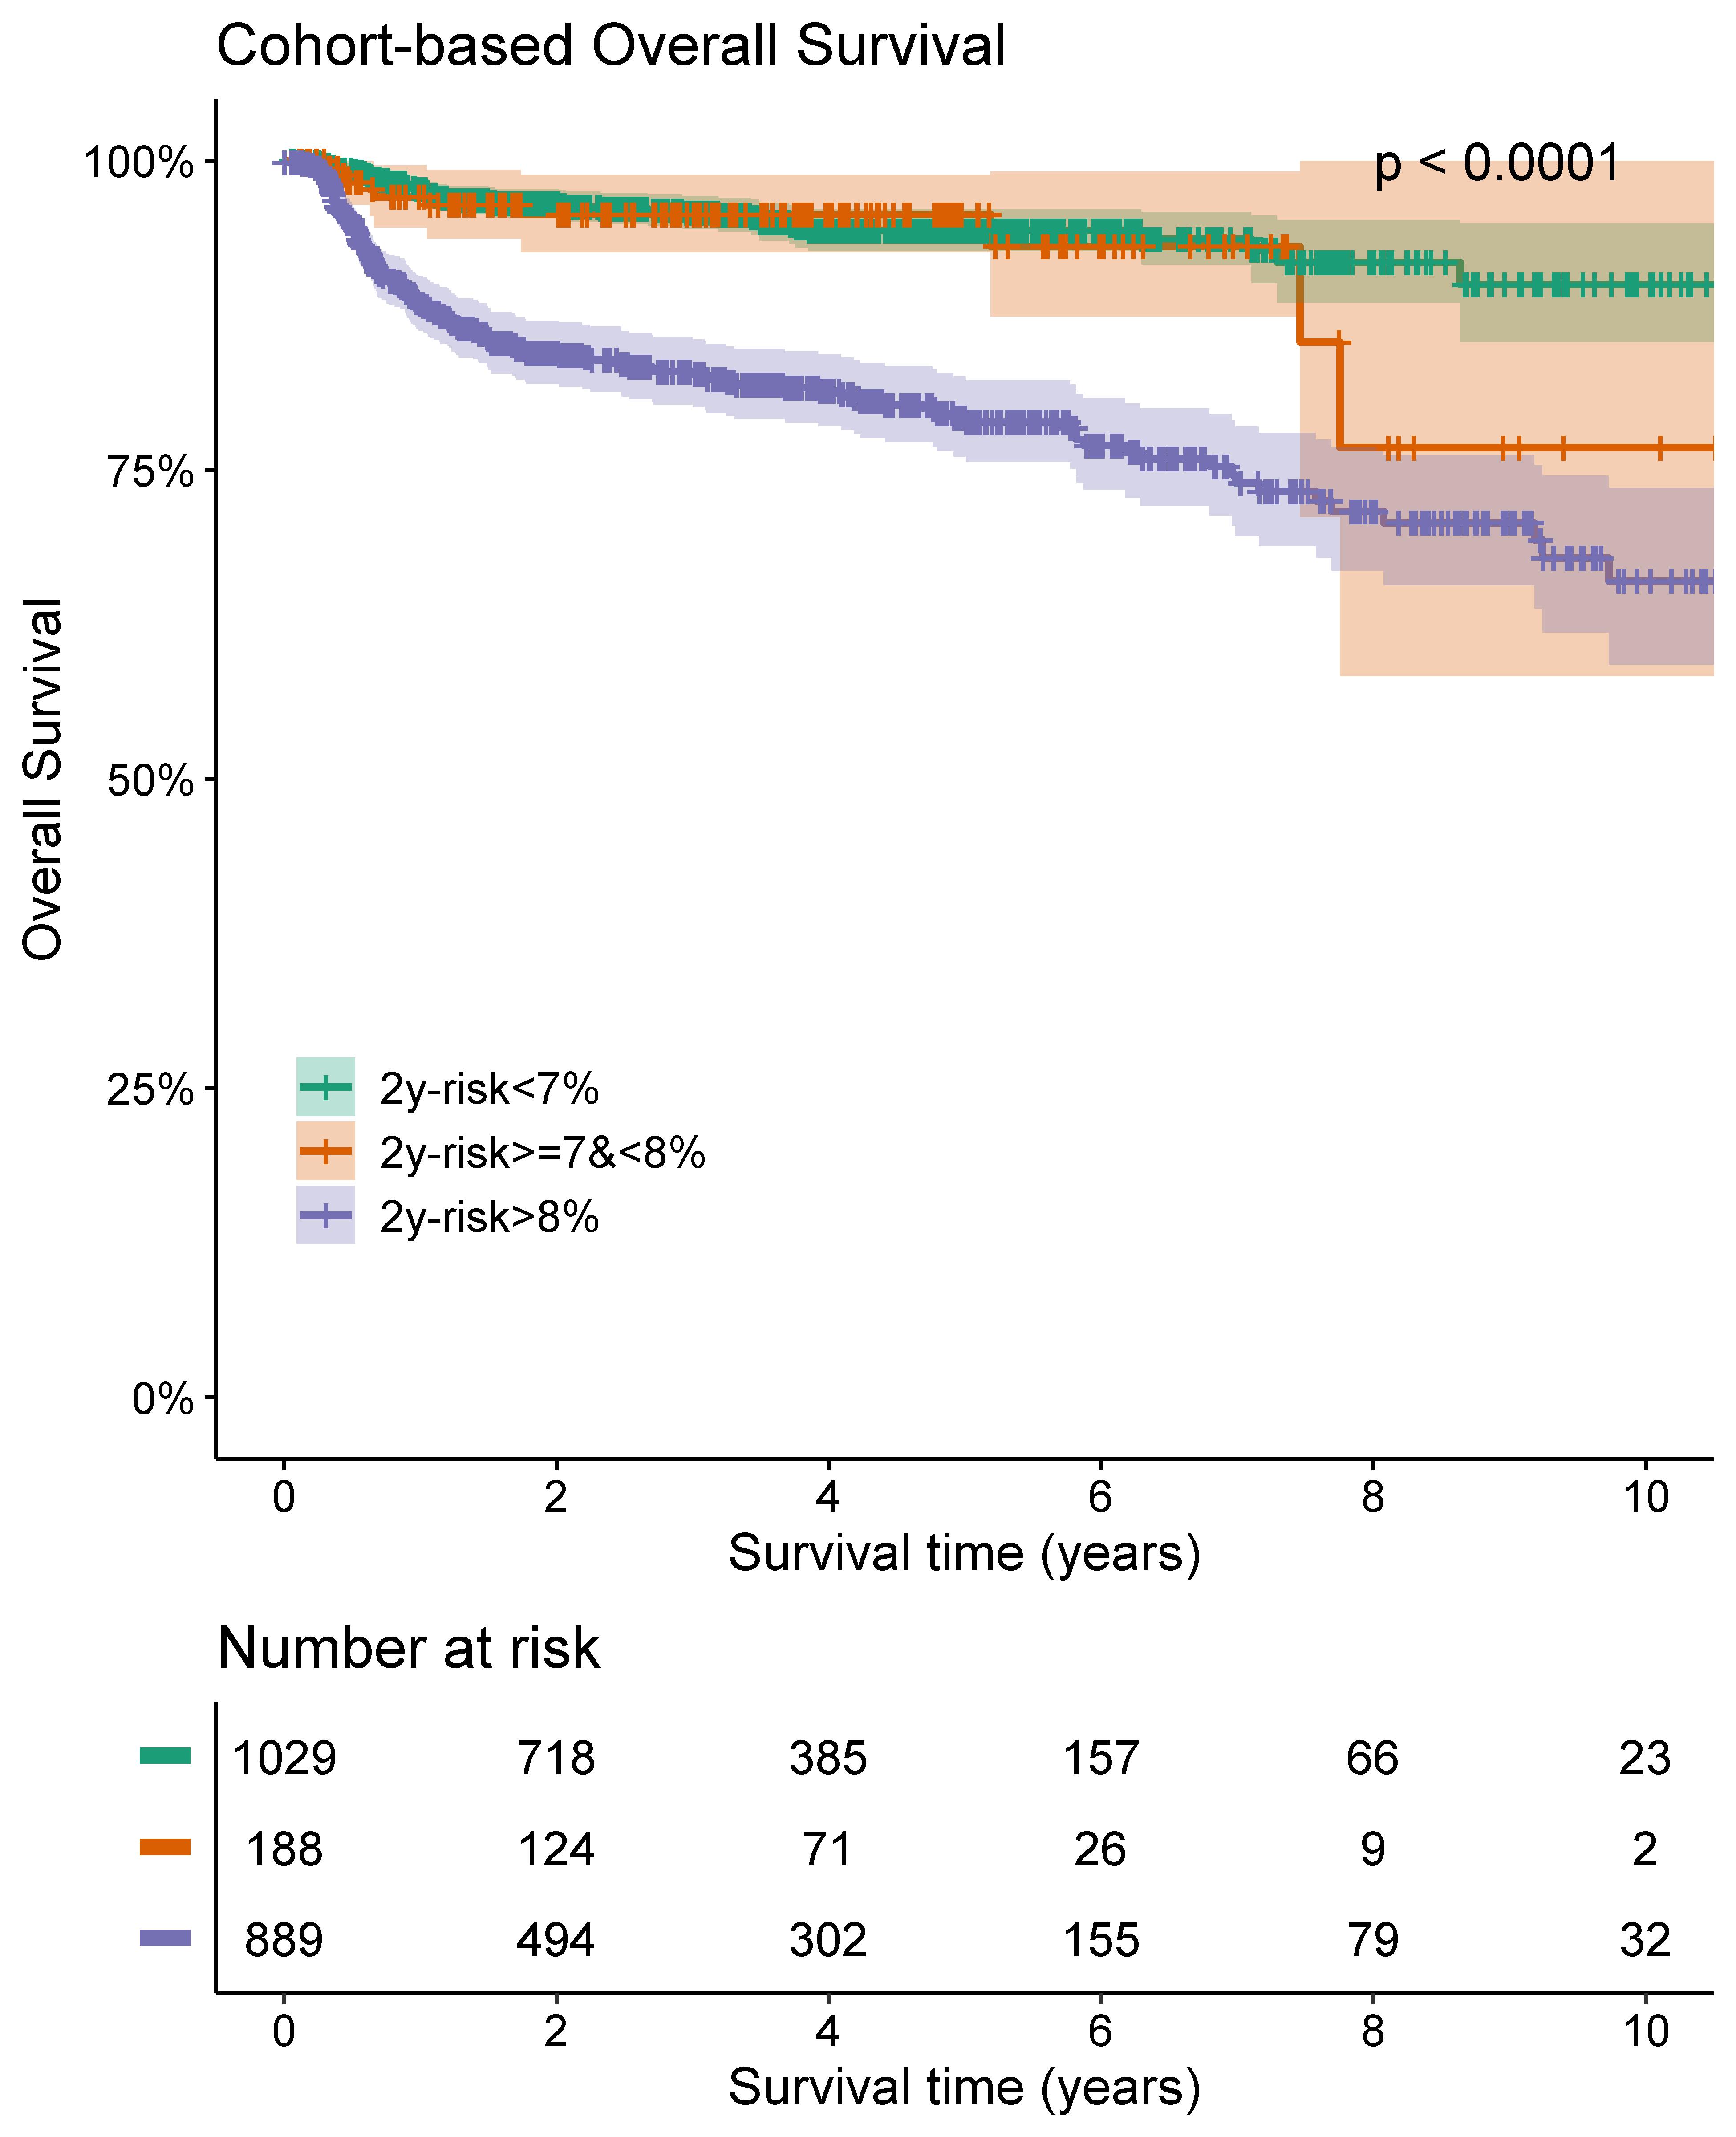 Cohort-based Overall Survival
p < 0.0001
100%
75%
50%
25%
0%
Overall Survival
2y-risk<7%
2y-risk>=7&<8%
2y-risk>8%
0 2 4 6 8 10
Survival time (years)
Number at risk
1029 718 385 157 66 23
188 124 71 26 9 2
889 494 302 155 79 32
0 2 4 6 8 10
Survival time (years)